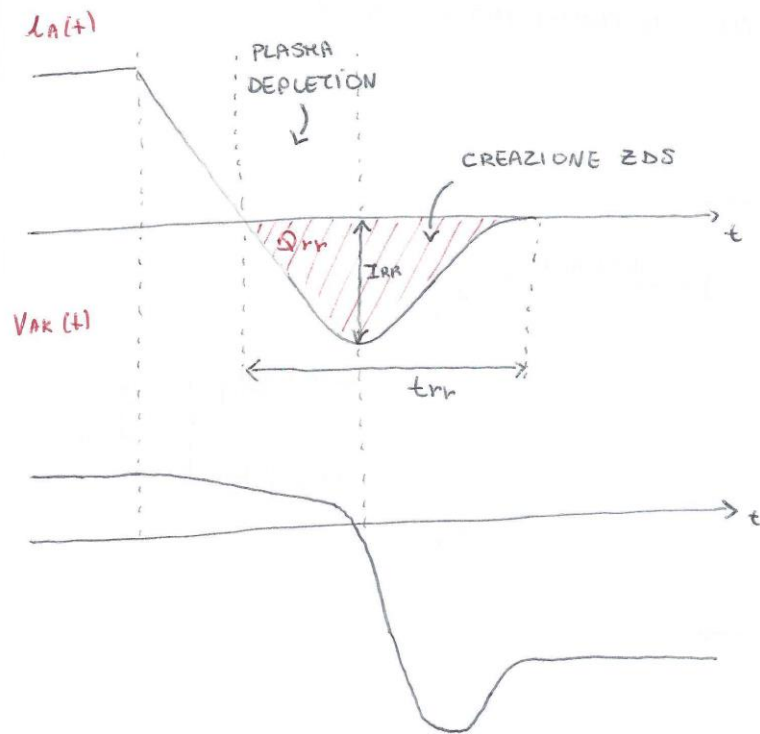 iA(t)
PLASMA
DEPLETION
CREAZIONE ZDS
t
Qrr
IRR
VAK (t)
trr
t